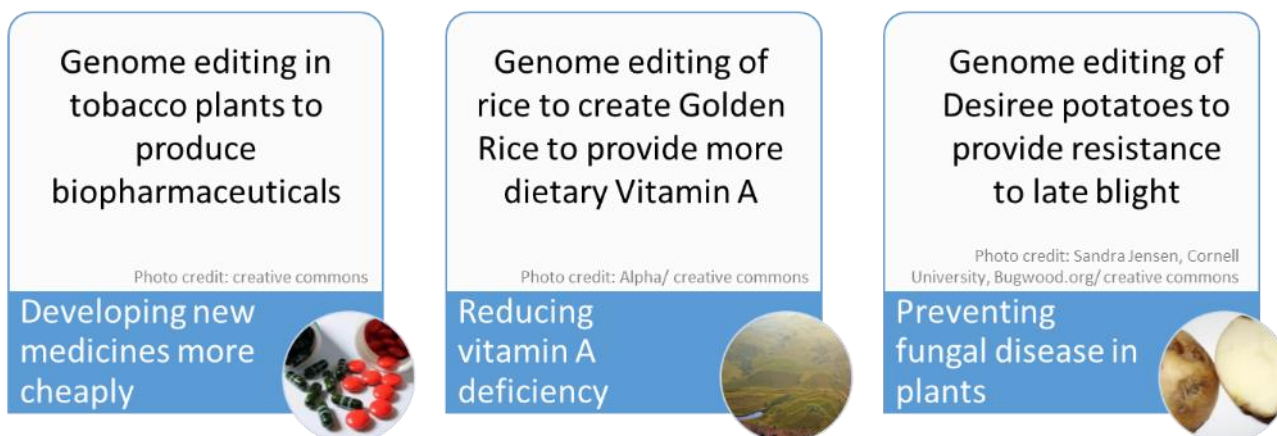 Genome editing in
tobacco plants to
produce
biopharmaceuticals
Photo credit: creative commons
Developing new
medicines more
cheaply
Genome editing of
rice to create Golden
Rice to provide more
dietary Vitamin A
Photo credit: Alpha/ creative commons
Reducing
vitamin A
deficiency
Genome editing of
Desiree potatoes to
provide resistance
to late blight
Photo credit: Sandra Jensen, Cornell
University, Bugwood.org/ creative commons
Preventing
fungal disease in
plants